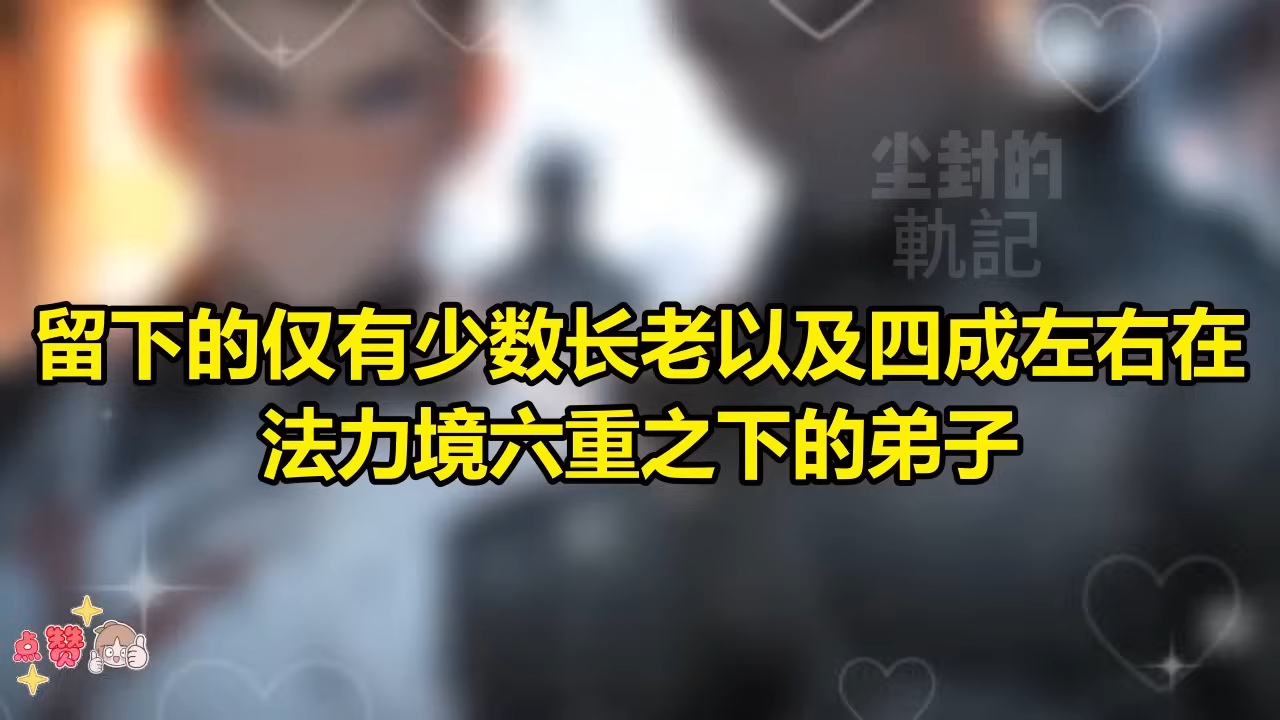 尘封的
軌記
留下的仅有少数长老以及四成左右在
法力境六重之下的弟子
点赞